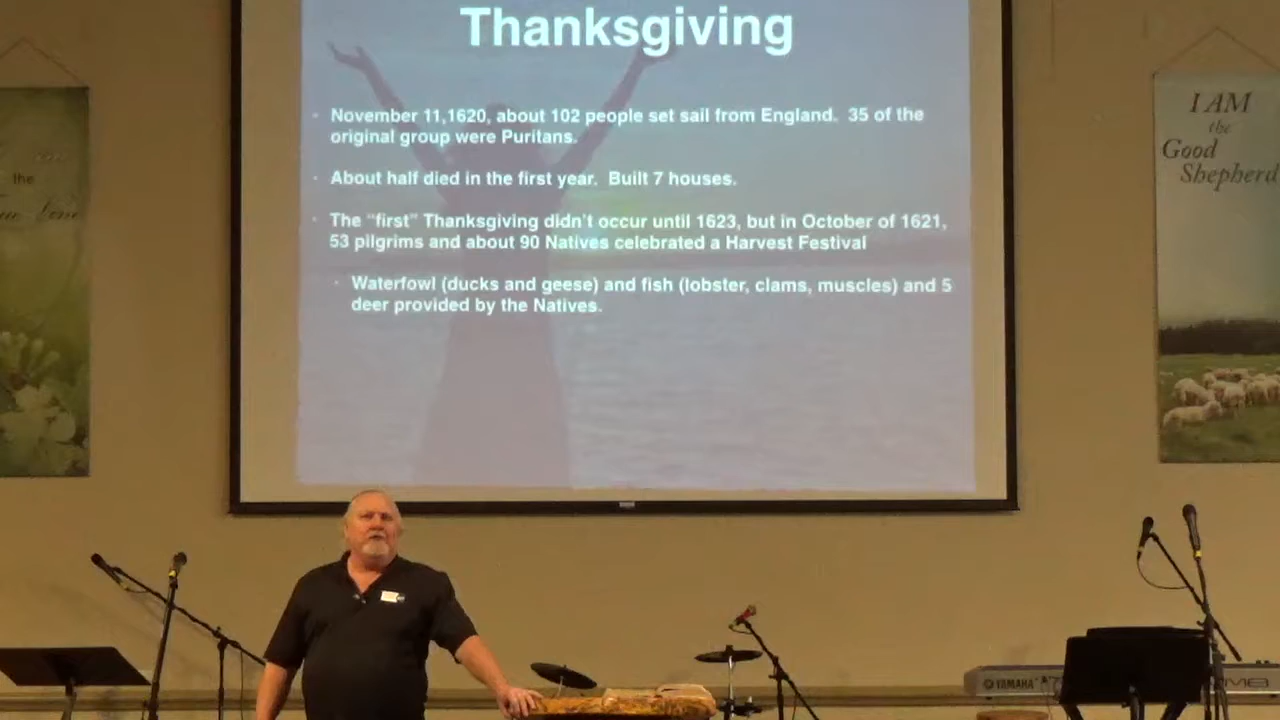 Thanksgiving
November 11,1620, about 102 people set sail from England. 35 of the
original group were Puritans.
About half died in the first year. Built 7 houses.
The “first” Thanksgiving didn’t occur until 1623, but in October of 1621,
53 pilgrims and about 90 Natives celebrated a Harvest Festival
Waterfowl (ducks and geese) and fish (lobster, clams, muscles) and 5
deer provided by the Natives.
the
I AM
the
Good
Shepherd
YAMAHA